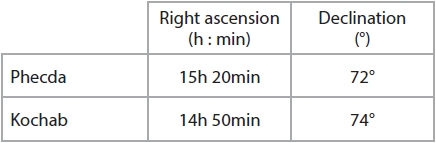 Right ascension Declination
(h : min) (°)
Phecda 15h 20min 72°
Kochab 14h 50min 74°